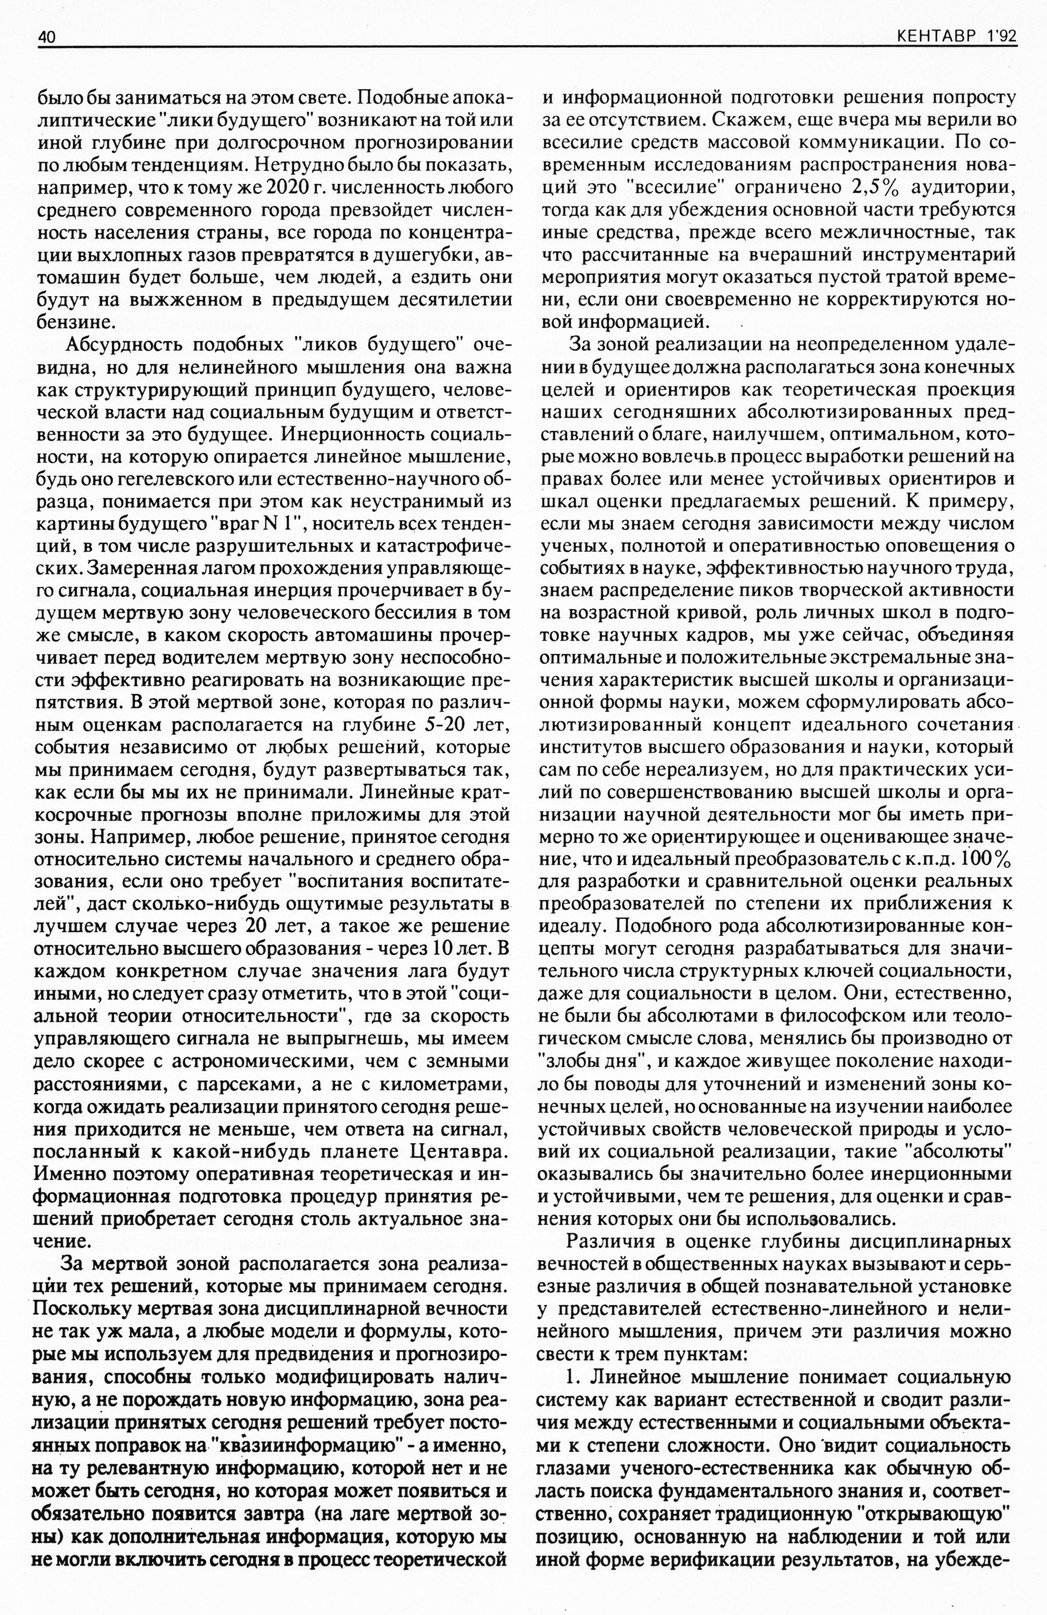 40
КЕНТАВР 1'92
было бы заниматься на этом свете. Подобные апока-
липтические "лики будущего" возникают на той или
иной глубине при долгосрочном прогнозировании
по любым тенденциям. Нетрудно было бы показать,
например, что к тому же 2020 г. численность любого
среднего современного города превзойдет числен-
ность населения страны, все города по концентра-
ции выхлопных газов превратятся в душегубки, ав-
томашин будет больше, чем людей, а ездить они
будут на выжженном в предыдущем десятилетии
бензине.
Абсурдность подобных "ликов будущего" оче-
видна, но для нелинейного мышления она важна
как структурирующий принцип будущего, челове-
ческой власти над социальным будущим и ответст-
венности за это будущее. Инерционность социаль-
ности, на которую опирается линейное мышление,
будь оно гегелевского или естественно-научного об-
разца, понимается при этом как неустранимый из
картины будущего "враг N 1", носитель всех тенден-
ций, в том числе разрушительных и катастрофиче-
ских. Замеренная лагом прохождения управляюще-
го сигнала, социальная инерция прочерчивает в бу-
дущем мертвую зону человеческого бессилия в том
же смысле, в каком скорость автомашины прочер-
чивает перед водителем мертвую зону неспособно-
сти эффективно реагировать на возникающие пре-
пятствия. В этой мертвой зоне, которая по различ-
ным оценкам располагается на глубине 5-20 лет,
события независимо от любых решений, которые
мы принимаем сегодня, будут развертываться так,
как если бы мы их не принимали. Линейные крат-
косрочные прогнозы вполне приложимы для этой
зоны. Например, любое решение, принятое сегодня
относительно системы начального и среднего обра-
зования, если оно требует "воспитания воспитате-
лей", даст сколько-нибудь ощутимые результаты в
лучшем случае через 20 лет, а такое же решение
относительно высшего образования - через 10 лет. В
каждом конкретном случае значения лага будут
иными, но следует сразу отметить, что в этой "соци-
альной теории относительности", где за скорость
управляющего сигнала не выпрыгнешь, мы имеем
дело скорее с астрономическими, чем с земными
расстояниями, с парсеками, а не с километрами,
когда ожидать реализации принятого сегодня реше-
ния приходится не меньше, чем ответа на сигнал,
посланный к какой-нибудь планете Центавра.
Именно поэтому оперативная теоретическая и ин-
формационная подготовка процедур принятия ре-
шений приобретает сегодня столь актуальное зна-
чение.
За мертвой зоной располагается зона реализа-
ции тех решений, которые мы принимаем сегодня.
Поскольку мертвая зона дисциплинарной вечности
не так уж мала, а любые модели и формулы, кото-
рые мы используем для предвидения и прогнозиро-
вания, способны только модифицировать налич-
ную, а не порождать новую информацию, зона реа-
лизации принятых сегодня решений требует посто-
янных поправок на "квазиинформацию" - а именно,
на ту релевантную информацию, которой нет и не
может быть сегодня, но которая может появиться и
обязательно появится завтра (на лаге мертвой зо-
ны) как дополнительная информация, которую мы
не могли включить сегодня в процесс теоретической
и информационной подготовки решения попросту
за ее отсутствием. Скажем, еще вчера мы верили во
всесилие средств массовой коммуникации. По со-
временным исследованиям распространения нова-
ций это "всесилие" ограничено 2,5% аудитории,
тогда как для убеждения основной части требуются
иные средства, прежде всего межличностные, так
что рассчитанные на вчерашний инструментарий
мероприятия могут оказаться пустой тратой време-
ни, если они своевременно не корректируются но-
вой информацией.
За зоной реализации на неопределенном удале-
нии в будущее должна располагаться зона конечных
целей и ориентиров как теоретическая проекция
наших сегодняшних абсолютизированных пред-
ставлений о благе, наилучшем, оптимальном, кото-
рые можно вовлечь.в процесс выработки решений на
правах более или менее устойчивых ориентиров и
шкал оценки предлагаемых решений. К примеру,
если мы знаем сегодня зависимости между числом
ученых, полнотой и оперативностью оповещения о
событиях в науке, эффективностью научного труда,
знаем распределение пиков творческой активности
на возрастной кривой, роль личных школ в подго-
товке научных кадров, мы уже сейчас, объединяя
оптимальные и положительные экстремальные зна-
чения характеристик высшей школы и организаци-
онной формы науки, можем сформулировать абсо-
лютизированный концепт идеального сочетания
институтов высшего образования и науки, который
сам по себе нереализуем, но для практических уси-
лий по совершенствованию высшей школы и орга-
низации научной деятельности мог бы иметь при-
мерно то же ориентирующее и оценивающее значе-
ние, что и идеальный преобразователь с к.п.д. 100%
для разработки и сравнительной оценки реальных
преобразователей по степени их приближения к
идеалу. Подобного рода абсолютизированные кон-
цепты могут сегодня разрабатываться для значи-
тельного числа структурных ключей социальности,
даже для социальности в целом. Они, естественно,
не были бы абсолютами в философском или теоло-
гическом смысле слова, менялись бы производно от
"злобы дня", и каждое живущее поколение находи-
ло бы поводы для уточнений и изменений зоны ко-
нечных целей, но основанные на изучении наиболее
устойчивых свойств человеческой природы и усло-
вий их социальной реализации, такие "абсолюты"
оказывались бы значительно более инерционными
и устойчивыми, чем те решения, для оценки и срав-
нения которых они бы использовались.
Различия в оценке глубины дисциплинарных
вечностей в общественных науках вызывают и серь-
езные различия в общей познавательной установке
у представителей естественно-линейного и нели-
нейного мышления, причем эти различия можно
свести к трем пунктам:
1. Линейное мышление понимает социальную
систему как вариант естественной и сводит разли-
чия между естественными и социальными объекта-
ми к степени сложности. Оно видит социальность
глазами ученого-естественника как обычную об-
ласть поиска фундаментального знания и, соответ-
ственно, сохраняет традиционную "открывающую"
позицию, основанную на наблюдении и той или
иной форме верификации результатов, на убежде-